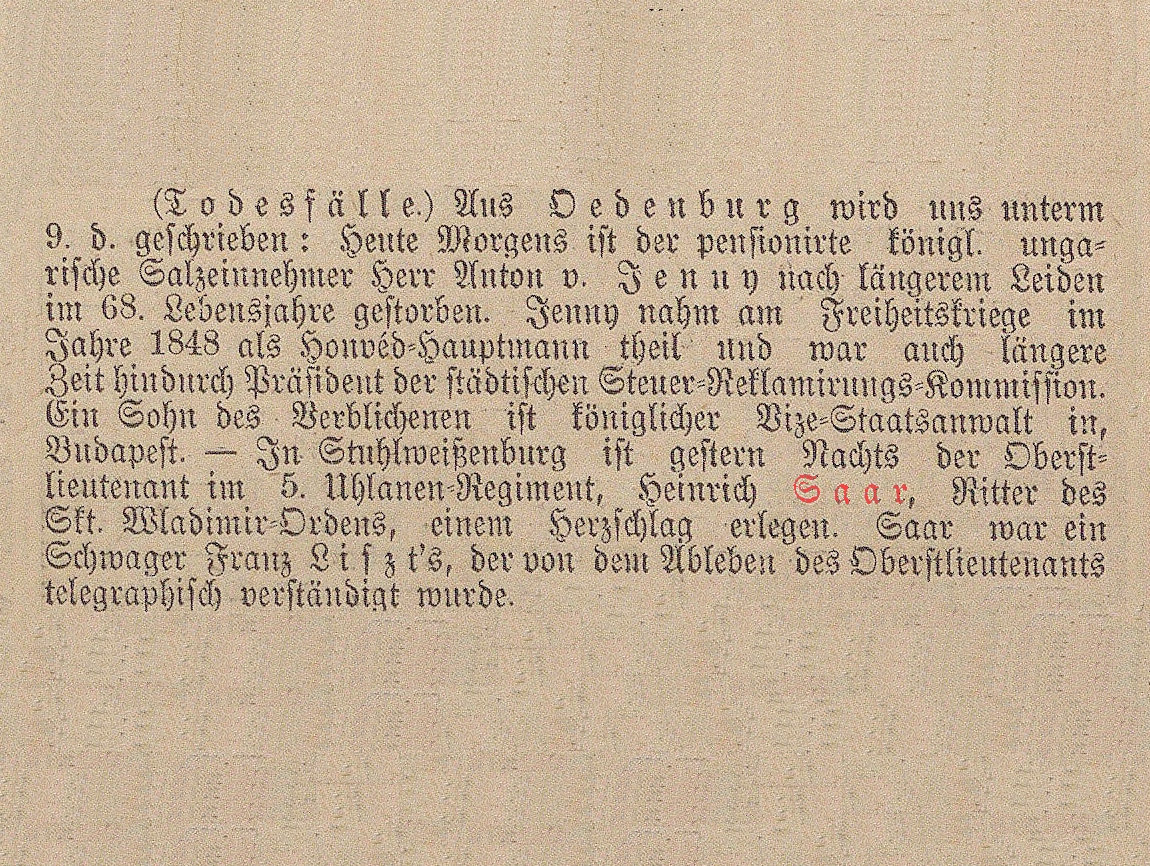 (Todesfälle.) Aus Oedenburg wird uns unterm
9. d. geschrieben: Heute Morgens ist der pensionirte königl. unga-
rische Salzeinnehmer Herr Anton v. Jenny nach längerem Leiden
im 68. Lebensjahre gestorben. Jenny nahm am Freiheitskriege im
Jahre 1848 als Honvéd-Hauptmann theil und war auch längere
Zeit hindurch Präsident der städtischen Steuer-Reklamirungs-Kommission.
Ein Sohn des Verblichenen ist königlicher Vize-Staatsanwalt in,
Budapest. — In Stuhlweißenburg ist gestern Nachts der Oberst-
lieutenant im 5. Uhlanen-Regiment, Heinrich Saar, Ritter des
Skt. Wladimir-Ordens, einem Herzschlag erlegen. Saar war ein
Schwager Franz Liszt's, der von dem Ableben des Oberstlieutenants
telegraphisch verständigt wurde.